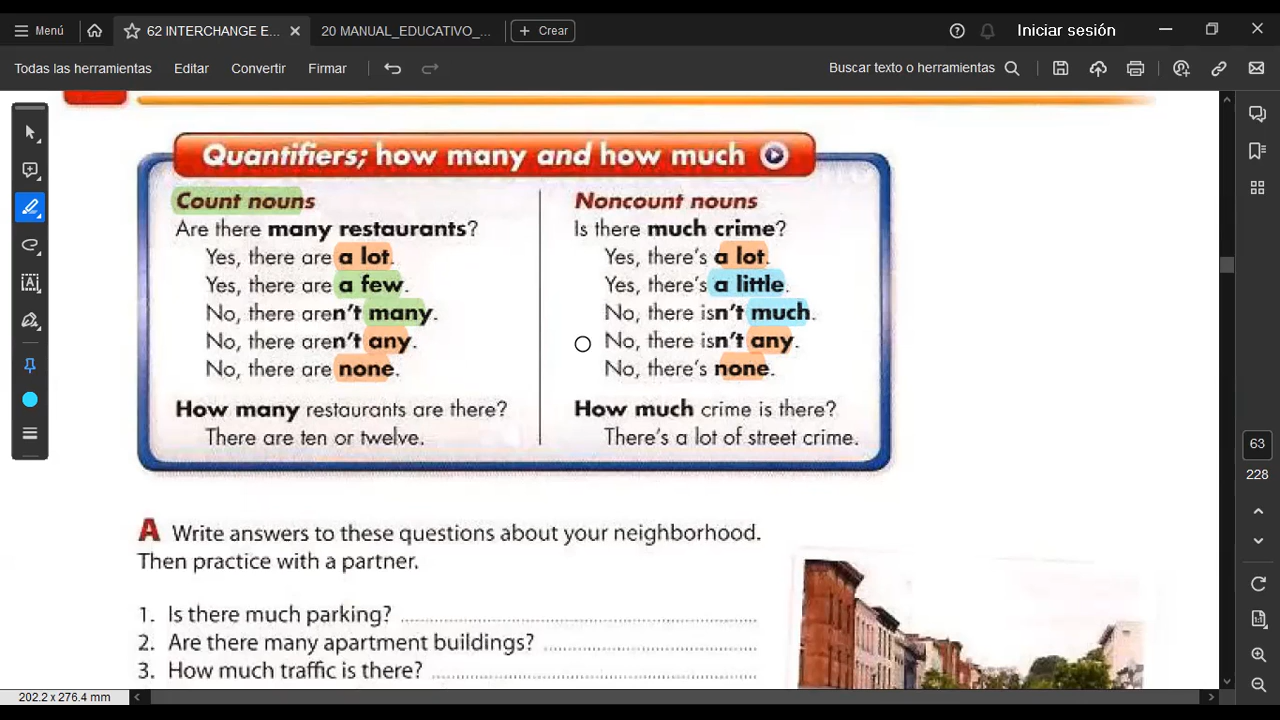 Menú
62 INTERCHANGE E...
20 MANUAL_EDUCATIVO_...
+ Crear
Iniciar sesión
Todas las herramientas
Editar
Convertir
Firmar
Buscar texto o herramientas
Quantifiers; how many and how much
Count nouns
Are there many restaurants?
Yes, there are a lot.
Yes, there are a few.
No, there aren't many.
No, there aren't any.
No, there are none.
How many restaurants are there?
There are ten or twelve.
Noncount nouns
Is there much crime?
Yes, there's a lot.
Yes, there's a little.
No, there isn't much.
No, there isn't any.
No, there's none.
How much crime is there?
There's a lot of street crime.
63
228
A Write answers to these questions about your neighborhood.
Then practice with a partner.
1. Is there much parking?
2. Are there many apartment buildings?
3. How much traffic is there?
202.2 x 276.4 mm